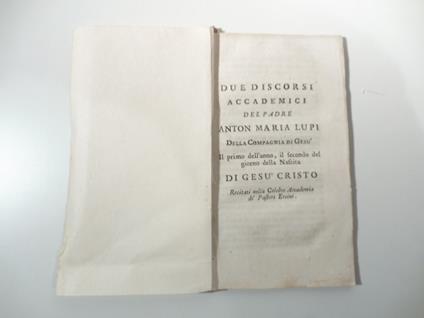 DUE DISCORSI
ACCADEMICI
DEL PADRE
ANTON MARIA LUPI
DELLA COMPAGNIA DI GESU'
Il primo dell'anno, il secondo del
giorno della Nascita
DI GESU' CRISTO
Recitati nella Celebre Accademia
de' Pastori Ereini.